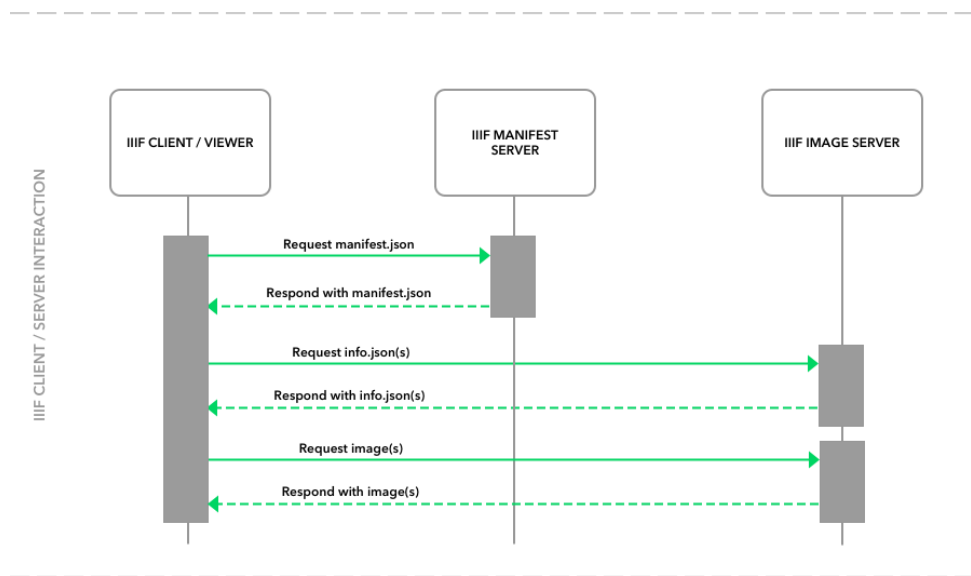 IIIF CLIENT / SERVER INTERACTION
IIIF CLIENT / VIEWER
IIIF MANIFEST
SERVER
IIIF IMAGE SERVER
Request manifest.json
Respond with manifest.json
Request info.json(s)
Respond with info.json(s)
Request image(s)
Respond with image(s)